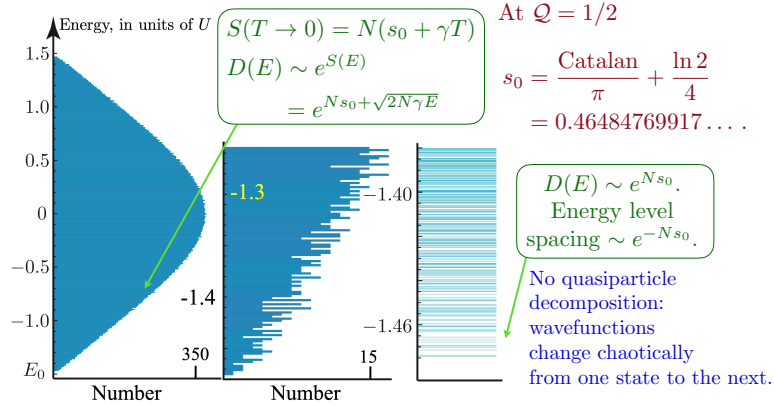 Energy, in units of U
1.5
1.0
0.5
0
−0.5
−1.0
E₀
350
Number
S(T → 0) = N(s₀ + γT)
D(E) ∼ e^{S(E)}
= e^{Ns₀+√(2NγE)}
-1.3
-1.4
15
Number
−1.40
−1.46
At Q = 1/2
s₀ = Catalan/π + ln 2/4
= 0.46484769917 . . . .
D(E) ∼ e^{Ns₀}.
Energy level
spacing ∼ e^{−Ns₀}.
No quasiparticle
decomposition:
wavefunctions
change chaotically
from one state to the next.